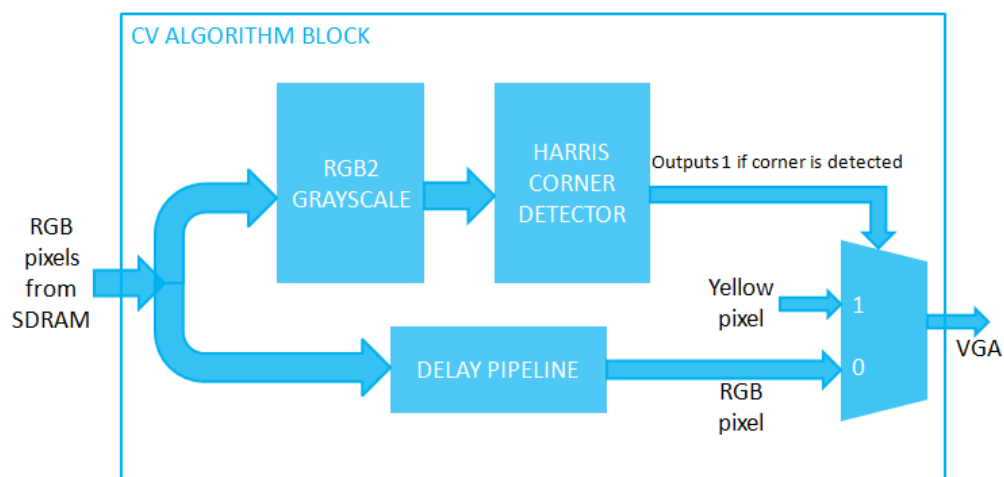 CV ALGORITHM BLOCK
RGB2
GRAYSCALE
HARRIS
CORNER
DETECTOR
Outputs 1 if corner is detected
RGB
pixels
from
SDRAM
Yellow
pixel
1
0
VGA
DELAY PIPELINE
RGB
pixel